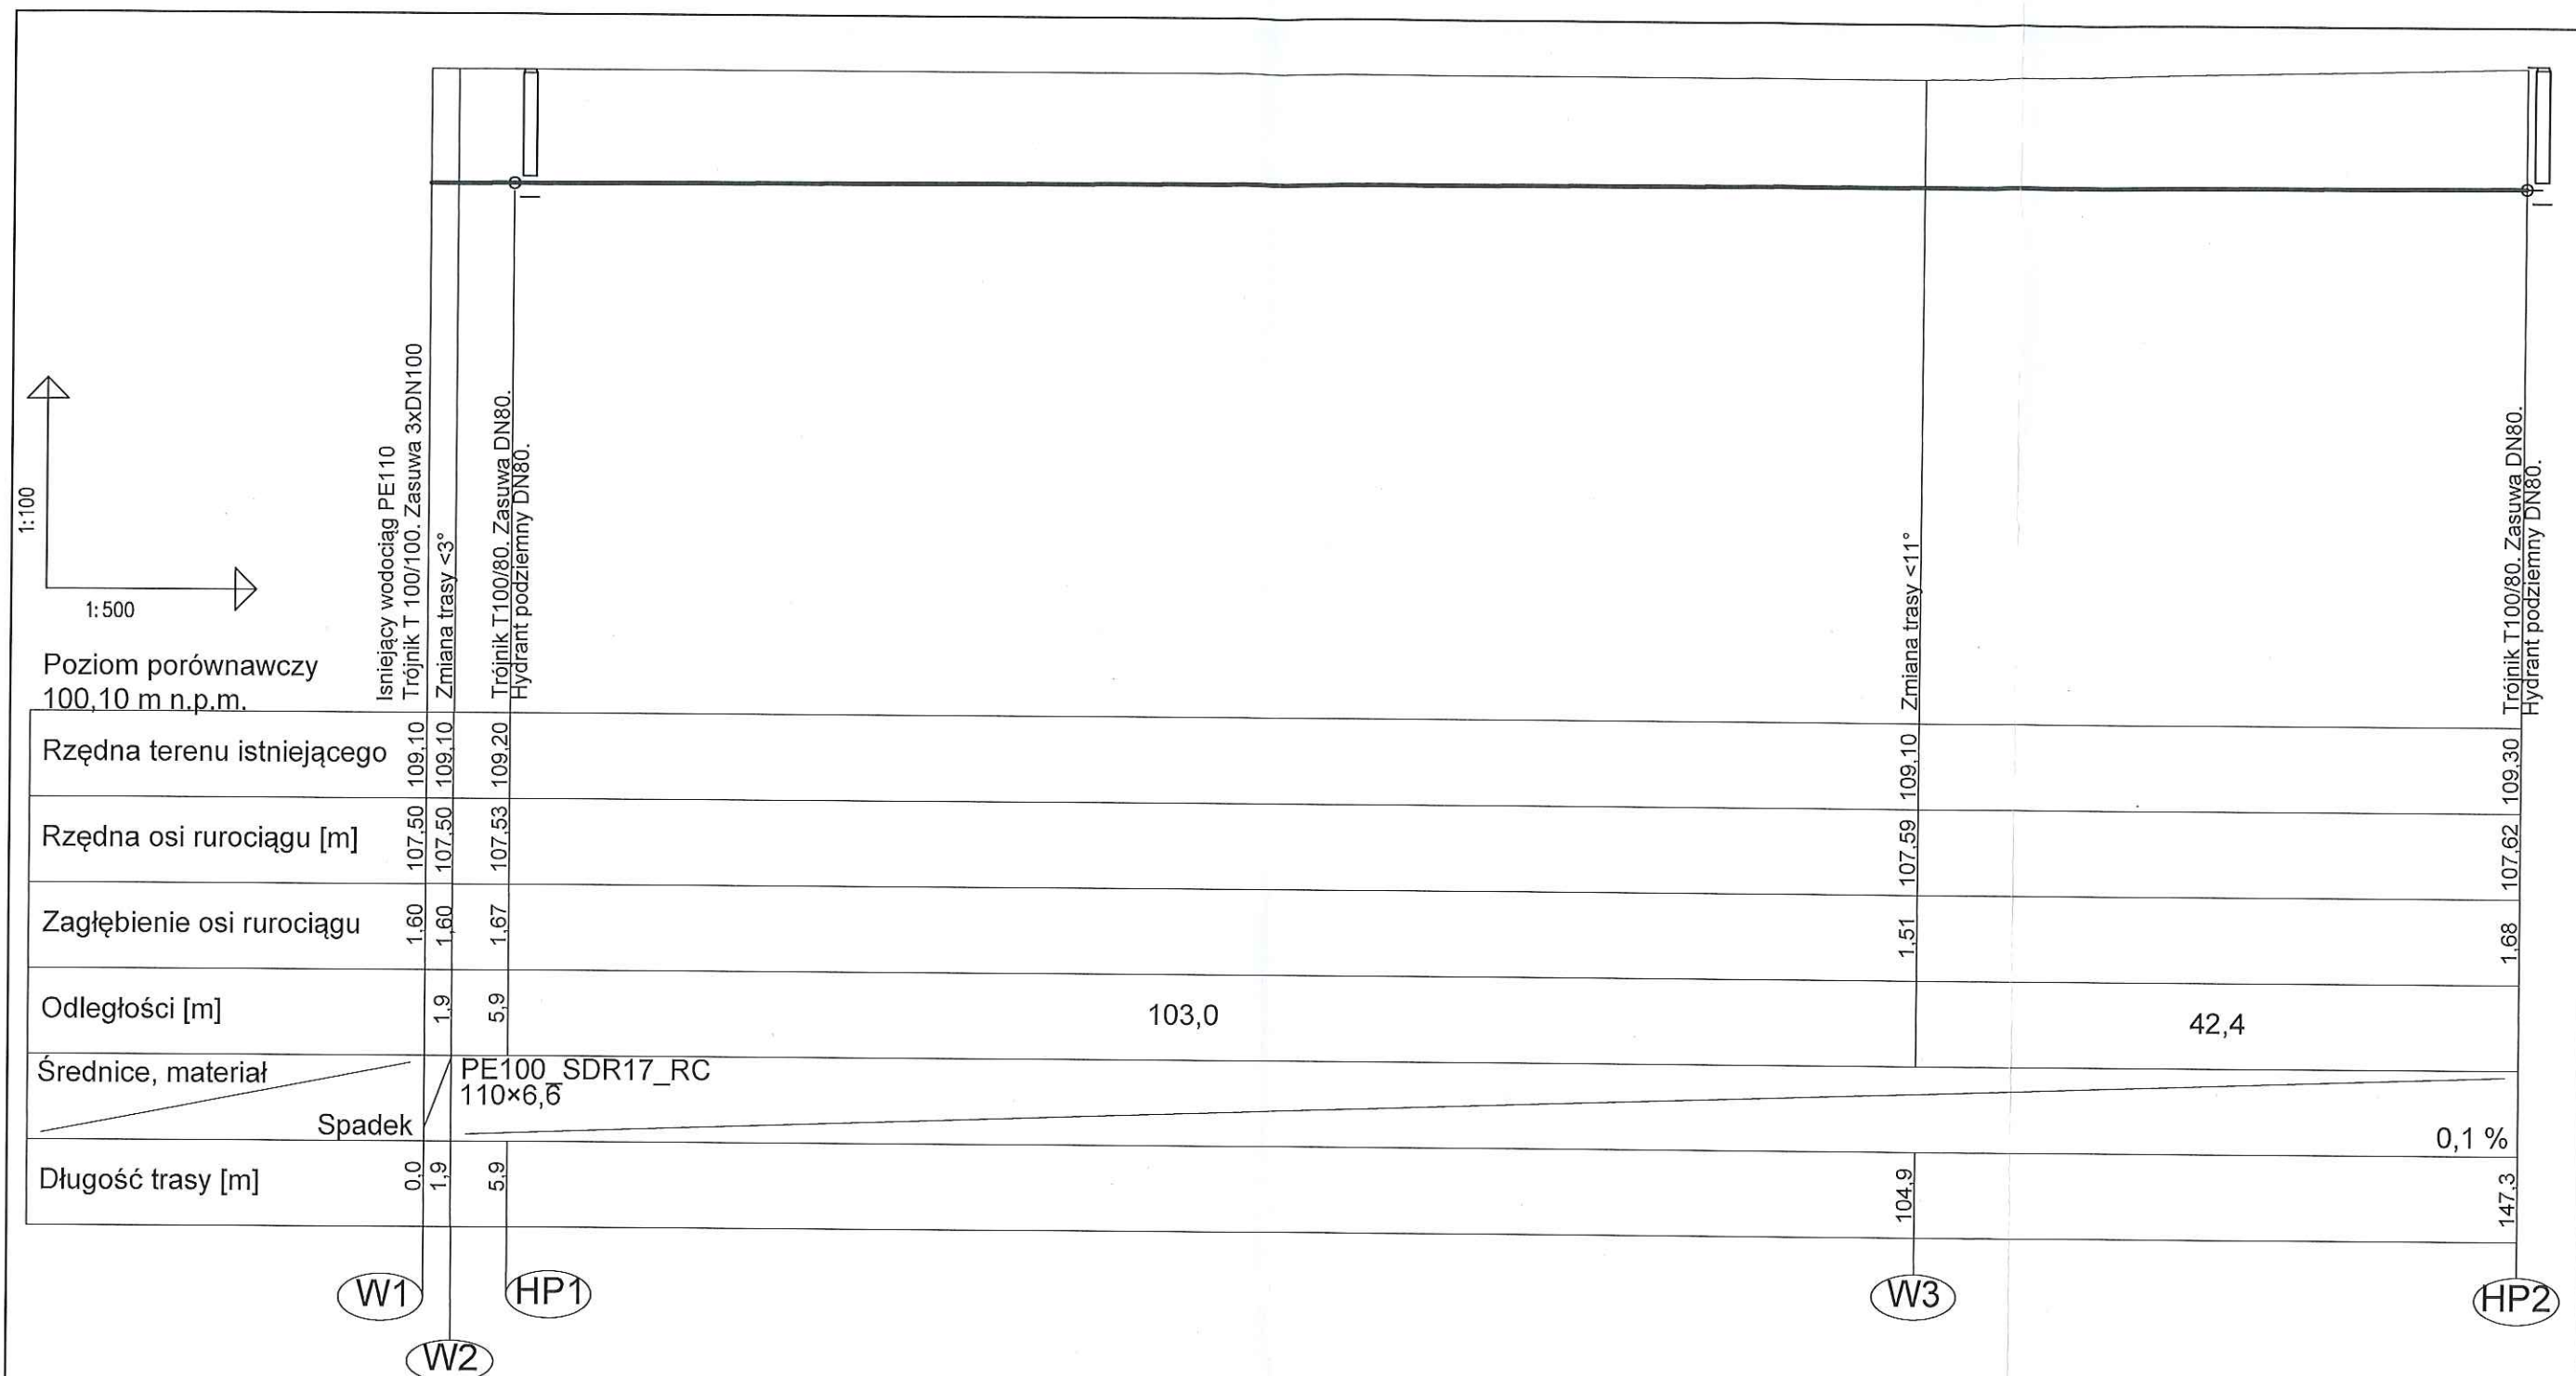 Isniejący wodociąg PE110
Trójnik T 100/100. Zasuwa 3xDN100
Zmiana trasy <3°
Trójnik T100/80. Zasuwa DN80.
Hydrant podziemny DN80.
Zmiana trasy <11°
Trójnik T100/80. Zasuwa DN80.
Hydrant podziemny DN80.
1:100
1:500
Poziom porównawczy
100,10 m n.p.m.
Rzędna terenu istniejącego 109,10 109,10 109,20 109,10 109,30
Rzędna osi rurociągu [m] 107,50 107,50 107,53 107,59 107,62
Zagłębienie osi rurociągu 1,60 1,60 1,67 1,51 1,68
Odległości [m] 1,9 5,9 103,0 42,4
Średnice, materiał PE100_SDR17_RC
110×6,6
Spadek 0,1 %
Długość trasy [m] 0,0 1,9 5,9 104,9 147,3
W1 HP1 W3 HP2
W2